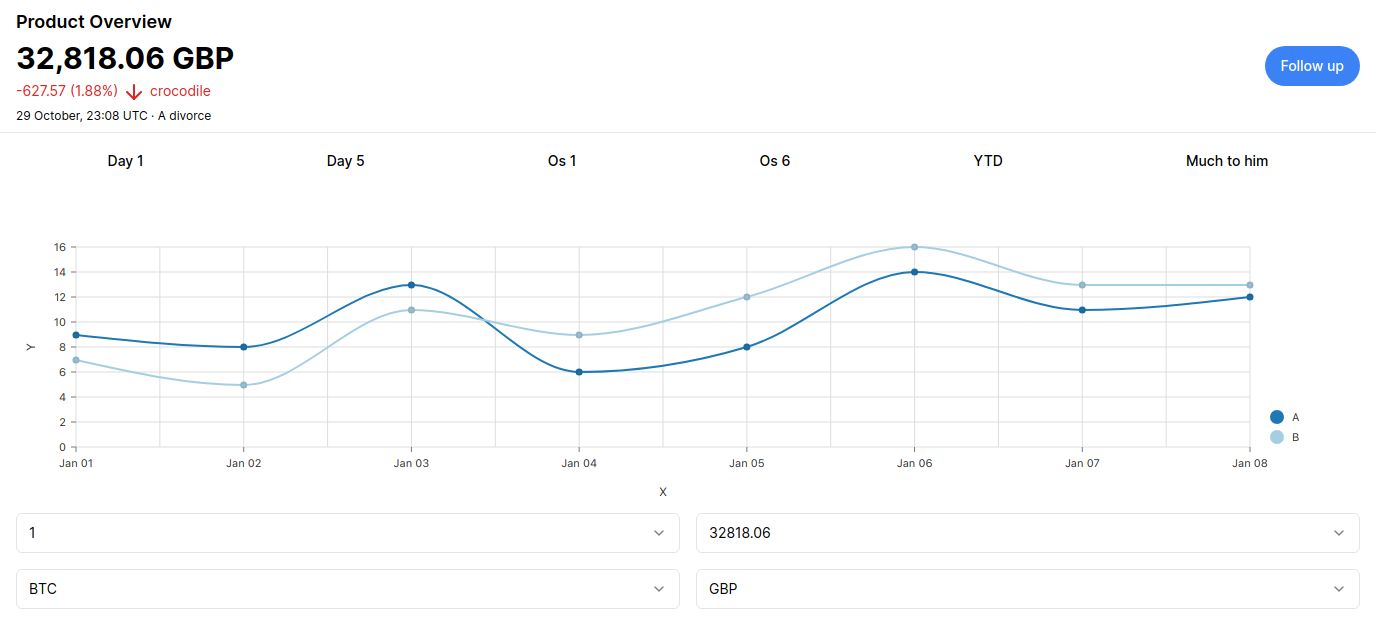 Product Overview
32,818.06 GBP
Follow up
-627.57 (1.88%) crocodile
29 October, 23:08 UTC · A divorce
Day 1 Day 5 Os 1 Os 6 YTD Much to him
16
14
12
10
8
6
4
2
0
Y
A
B
Jan 01 Jan 02 Jan 03 Jan 04 Jan 05 Jan 06 Jan 07 Jan 08
X
1 32818.06
BTC GBP